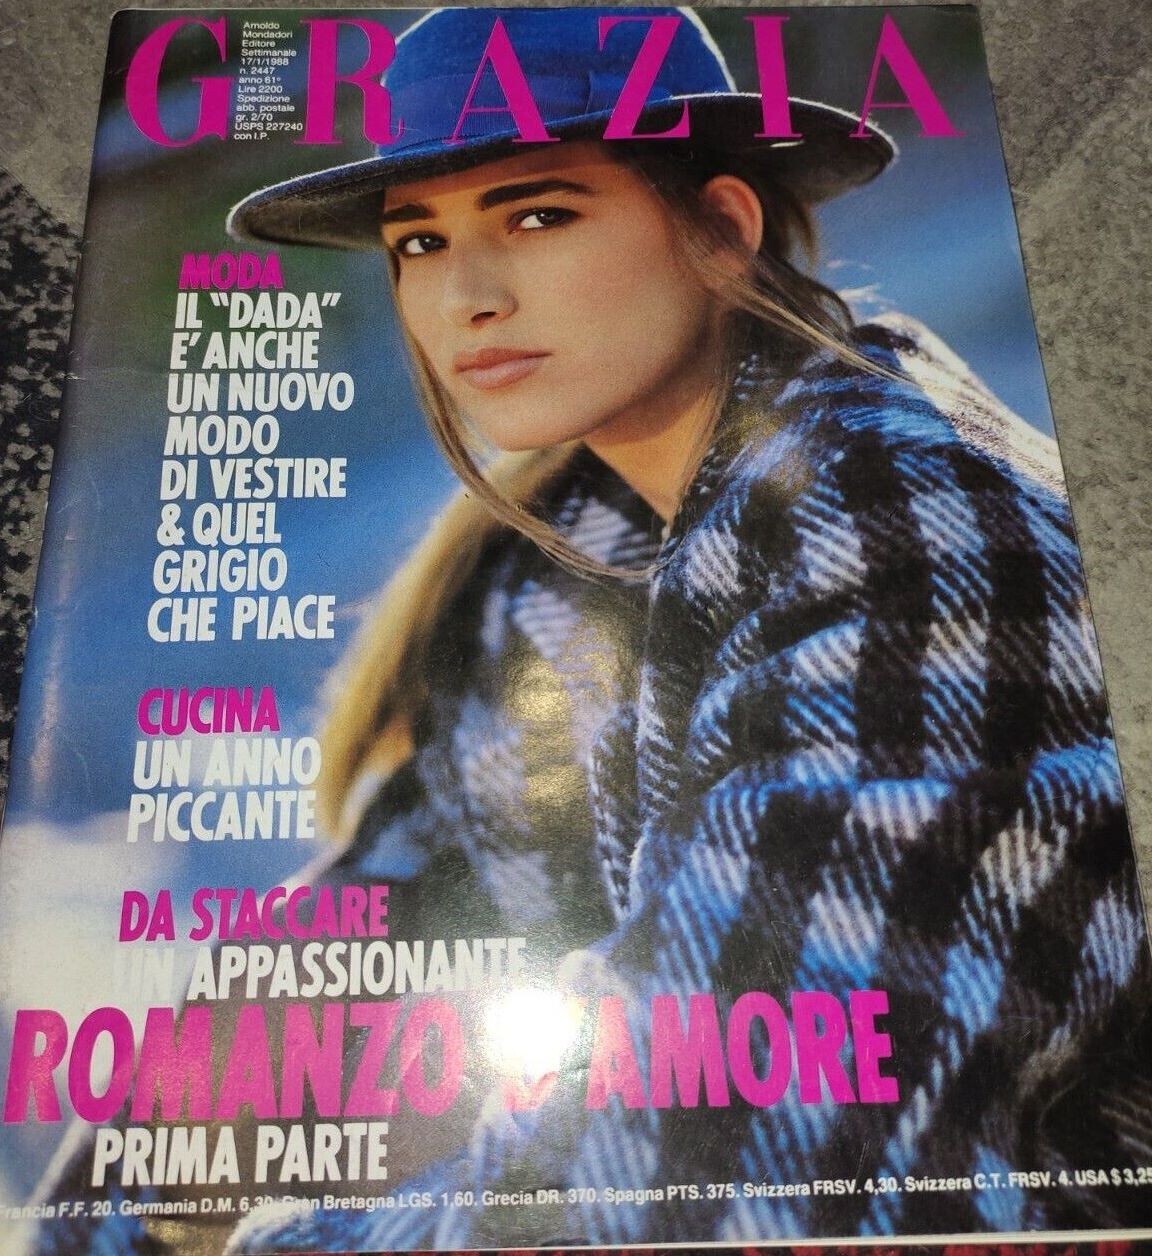 GRAZIA
Arnoldo
Mondadori
Editore
Settimanale
17/1/1988
n. 2447
anno 61º
Lire 2200
Spedizione
abb. postale
gr. 2/70
USPS 227240
con I.P.
MODA
IL "DADA"
E' ANCHE
UN NUOVO
MODO
DI VESTIRE
& QUEL
GRIGIO
CHE PIACE
CUCINA
UN ANNO
PICCANTE
DA STACCARE
UN APPASSIONANTE
ROMANZO D'AMORE
PRIMA PARTE
Francia F.F. 20. Germania D.M. 6,30. Gran Bretagna LGS. 1,60. Grecia DR. 370. Spagna PTS. 375. Svizzera FRSV. 4,30. Svizzera C.T. FRSV. 4. USA $ 3,25